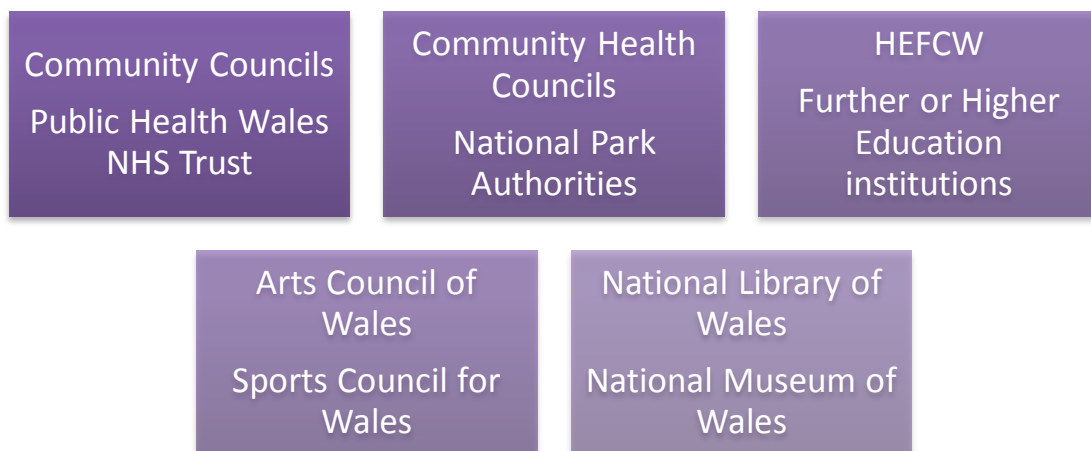 Community Councils
Public Health Wales
NHS Trust
Community Health
Councils
National Park
Authorities
HEFCW
Further or Higher
Education
institutions
Arts Council of
Wales
Sports Council for
Wales
National Library of
Wales
National Museum of
Wales